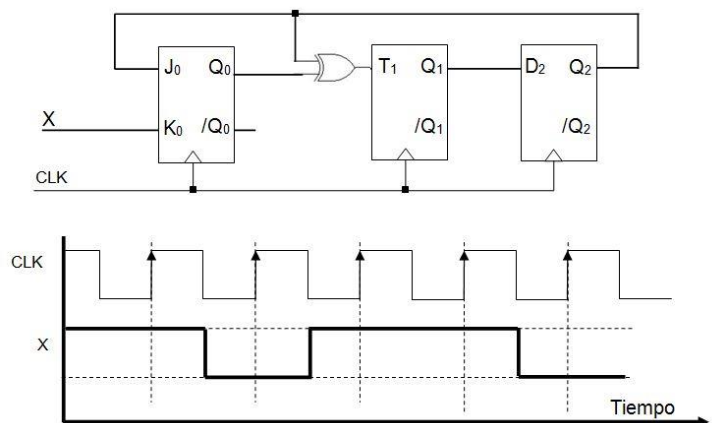 J0 Q0
T1 Q1
D2 Q2
X
K0 /Q0
/Q1
/Q2
CLK
CLK
X
Tiempo